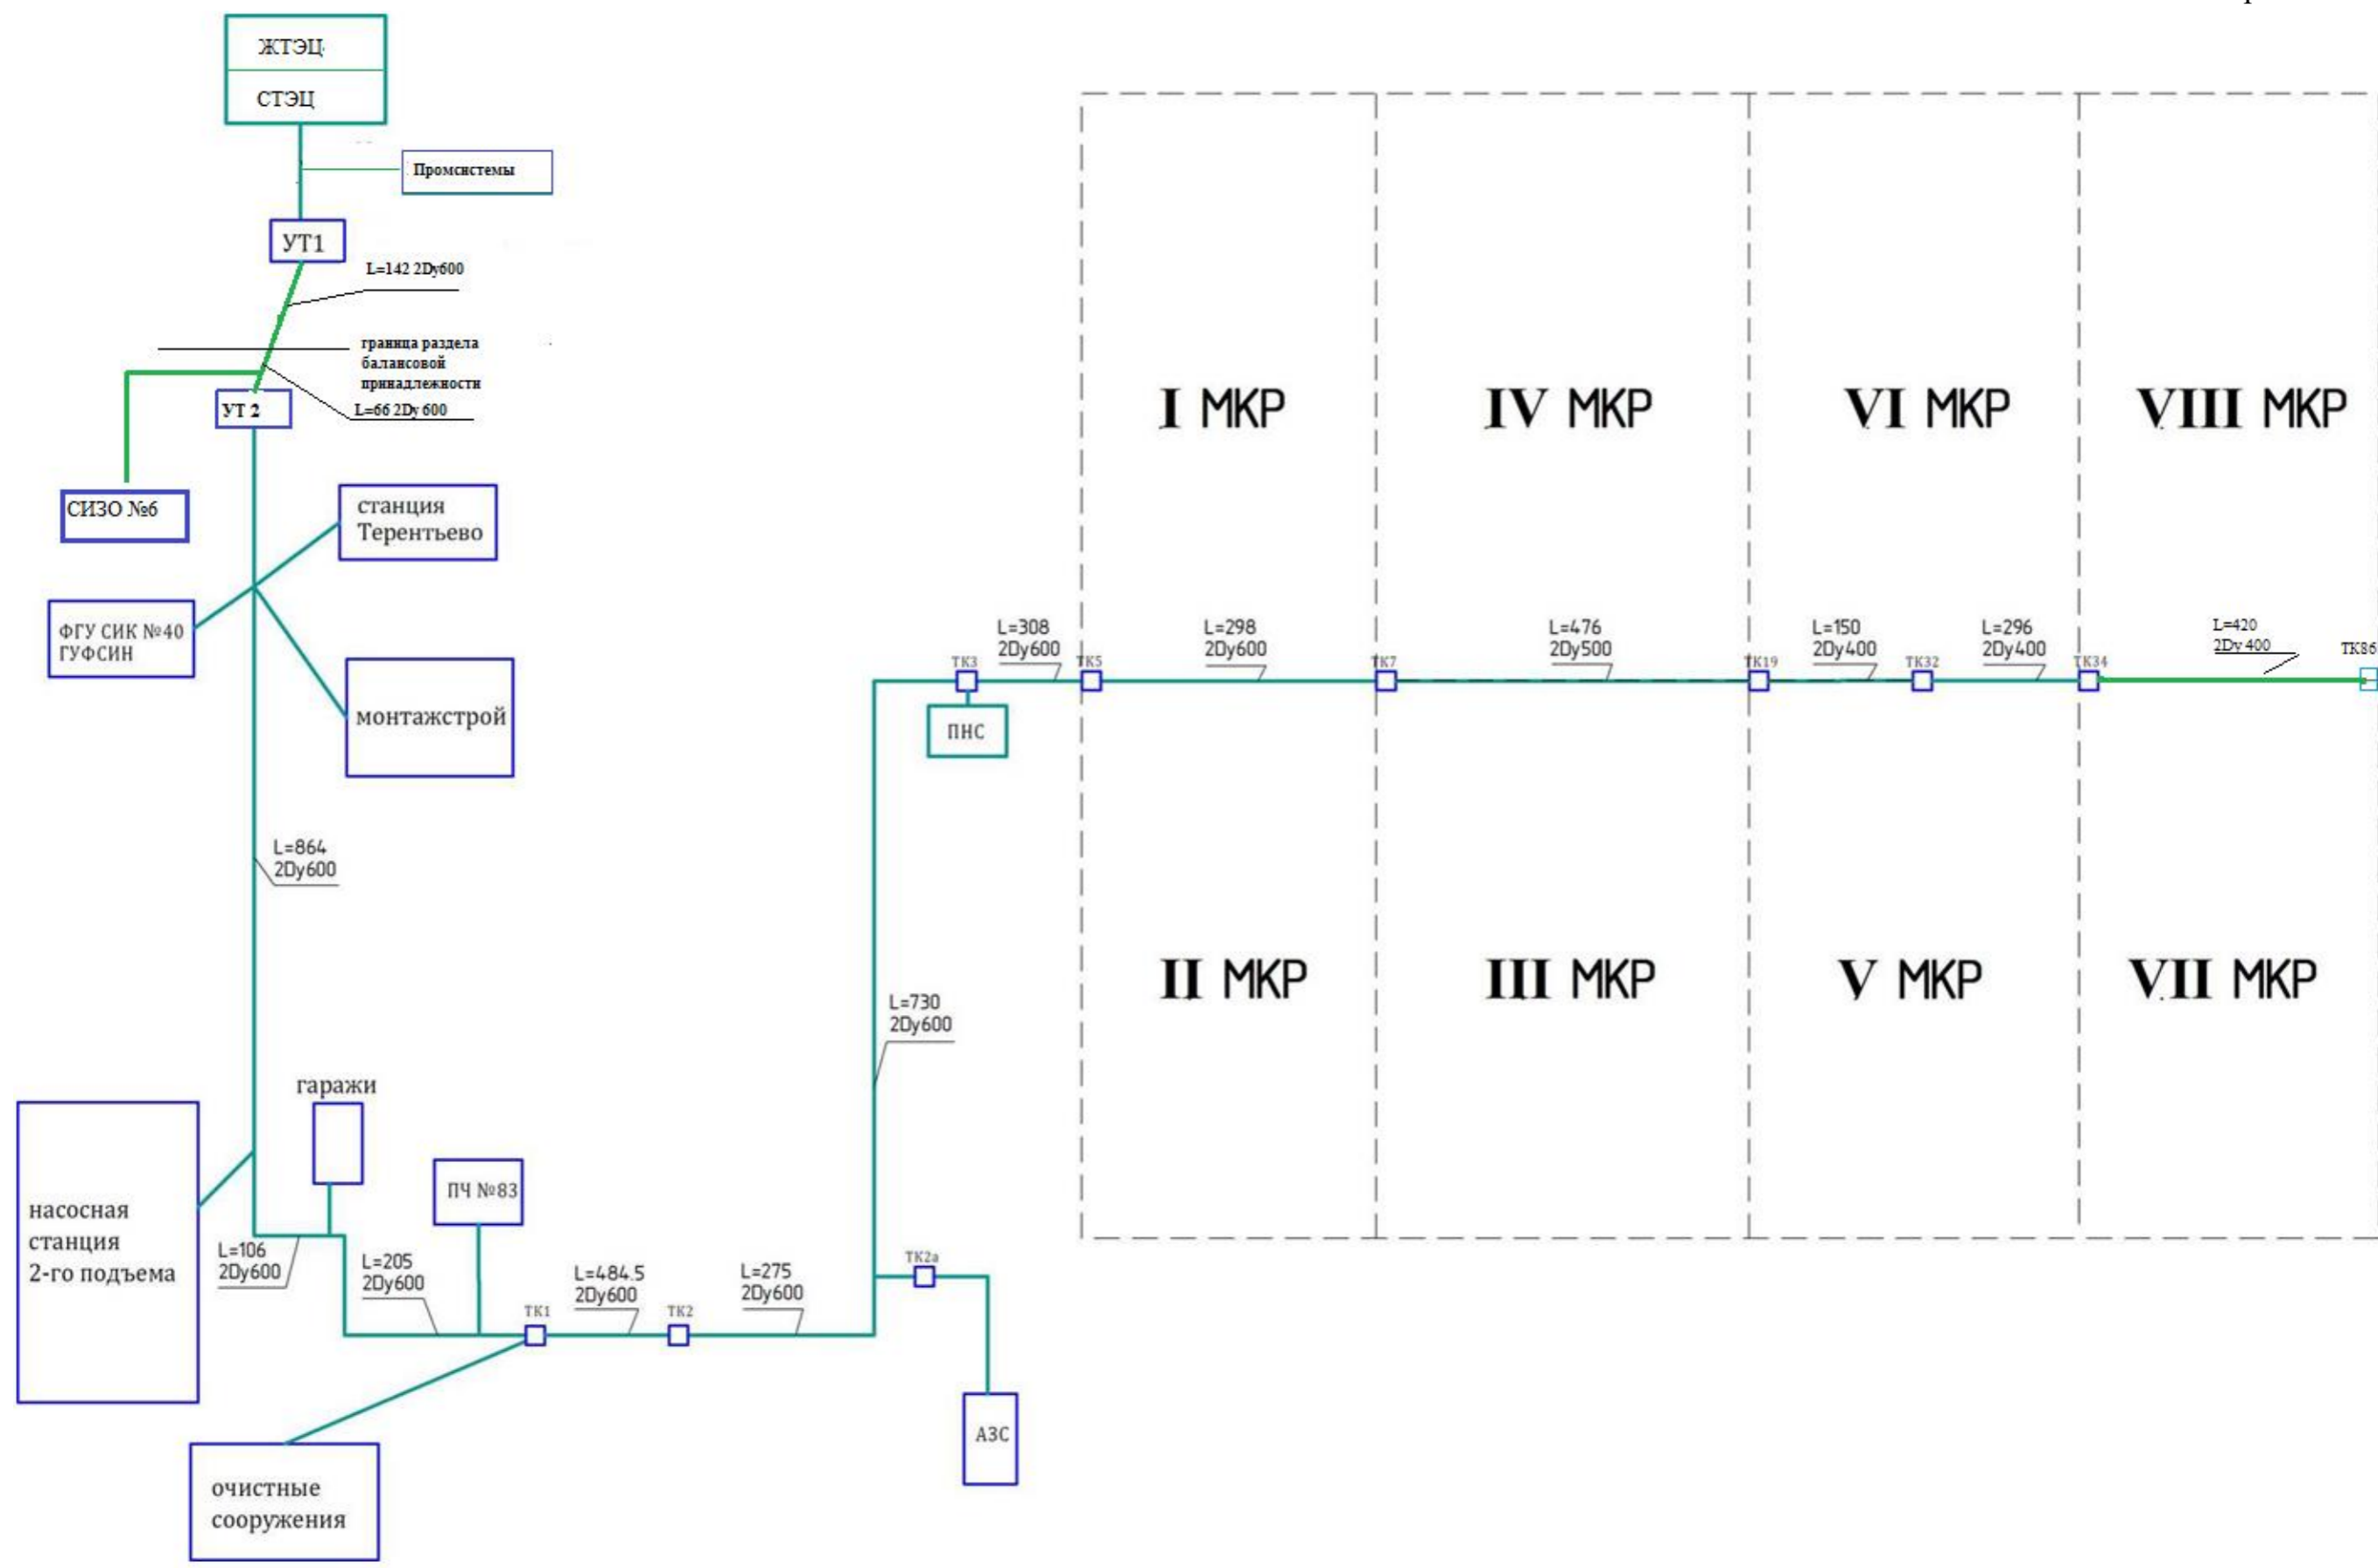 ЖТЭЦ
СТЭЦ
Промсистемы
УТ1
L=142 2Dy600
граница раздела
балансовой
принадлежности
L=66 2Dy 600
УТ 2
СИЗО №6
станция
Терентьево
ФГУ СИК №40
ГУФСИН
монтажстрой
L=864
2Dy600
насосная
станция
2-го подъема
гаражи
L=106
2Dy600
L=205
2Dy600
ПЧ №83
ТК1
L=484.5
2Dy600
ТК2
L=275
2Dy600
очистные
сооружения
L=730
2Dy600
ТК2а
АЗС
ТК3
ПНС
L=308
2Dy600
ТК5
L=298
2Dy600
ТК7
L=476
2Dy500
ТК19
L=150
2Dy400
ТК32
L=296
2Dy400
ТК34
L=420
2Dy 400
ТК86
I МКР
IV МКР
VI МКР
VIII МКР
II МКР
III МКР
V МКР
VII МКР